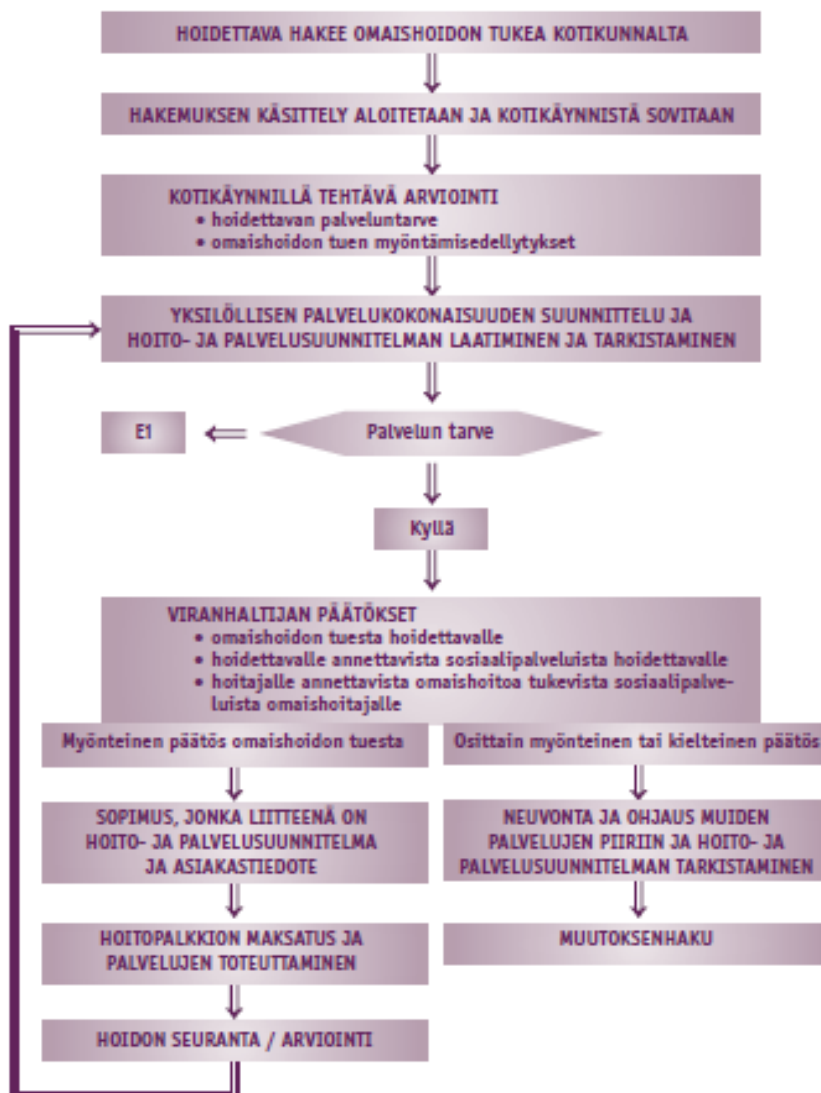 HOIDETTAVA HAKEE OMAISHOIDON TUKEA KOTIKUNNALTA
HAKEMUKSEN KÄSITTELY ALOITETAAN JA KOTIKÄYNNISTÄ SOVITAAN
KOTIKÄYNNILLÄ TEHTÄVÄ ARVIOINTI
• hoidettavan palveluntarve
• omaishoidon tuen myöntämisedellytykset
YKSILÖLLISEN PALVELUKOKONAISUUDEN SUUNNITTELU JA
HOITO- JA PALVELUSUUNNITELMAN LAATIMINEN JA TARKISTAMINEN
E1
Palvelun tarve
Kyllä
VIRANHALTIJAN PÄÄTÖKSET
• omaishoidon tuesta hoidettavalle
• hoidettavalle annettavista sosiaalipalveluista hoidettavalle
• hoitajalle annettavista omaishoitoa tukevista sosiaalipalve-
luista omaishoitajalle
Myönteinen päätös omaishoidon tuesta
SOPIMUS, JONKA LIITTEENÄ ON
HOITO- JA PALVELUSUUNNITELMA
JA ASIAKASTIEDOTE
HOITOPALKKION MAKSATUS JA
PALVELUJEN TOTEUTTAMINEN
HOIDON SEURANTA / ARVIOINTI
Osittain myönteinen tai kielteinen päätös
NEUVONTA JA OHJAUS MUIDEN
PALVELUJEN PIIRIIN JA HOITO- JA
PALVELUSUUNNITELMAN TARKISTAMINEN
MUUTOKSENHAKU